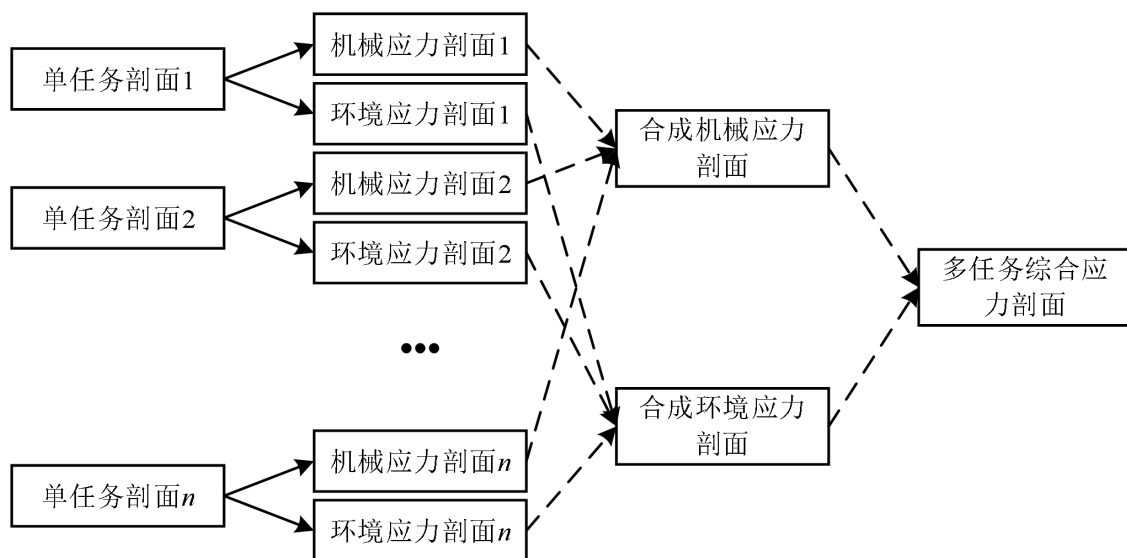 单任务剖面1
机械应力剖面1
环境应力剖面1
单任务剖面2
机械应力剖面2
环境应力剖面2
•••
单任务剖面n
机械应力剖面n
环境应力剖面n
合成机械应力
剖面
合成环境应力
剖面
多任务综合应
力剖面